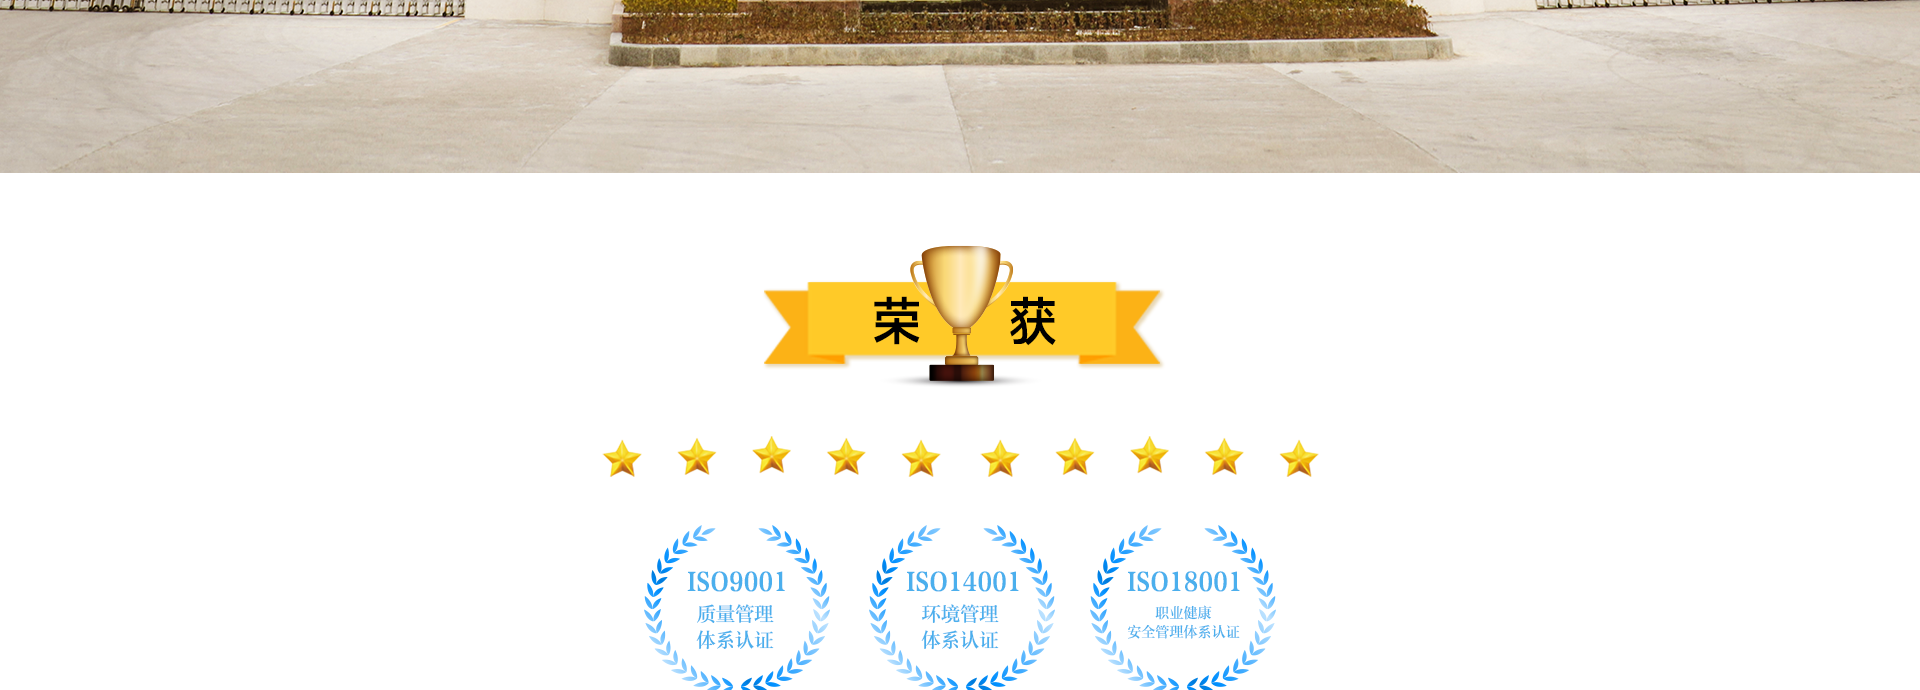 荣获
ISO9001
质量管理
体系认证
ISO14001
环境管理
体系认证
ISO18001
职业健康
安全管理体系认证